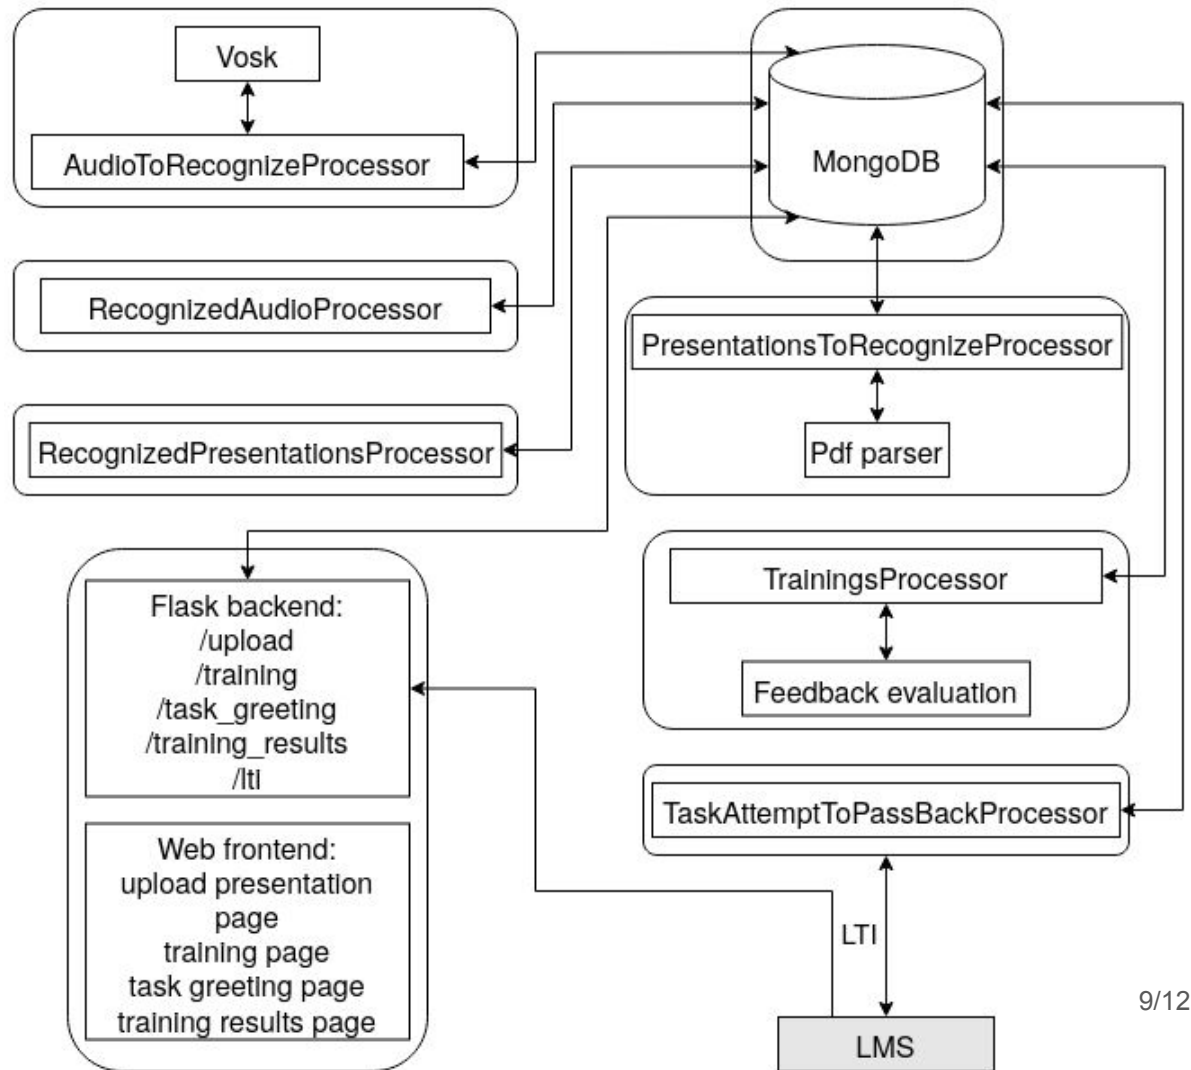 Vosk
AudioToRecognizeProcessor
MongoDB
RecognizedAudioProcessor
PresentationsToRecognizeProcessor
Pdf parser
RecognizedPresentationsProcessor
Flask backend:
/upload
/training
/task_greeting
/training_results
/lti
TrainingsProcessor
Feedback evaluation
TaskAttemptToPassBackProcessor
Web frontend:
upload presentation
page
training page
task greeting page
training results page
LTI
LMS
9/12